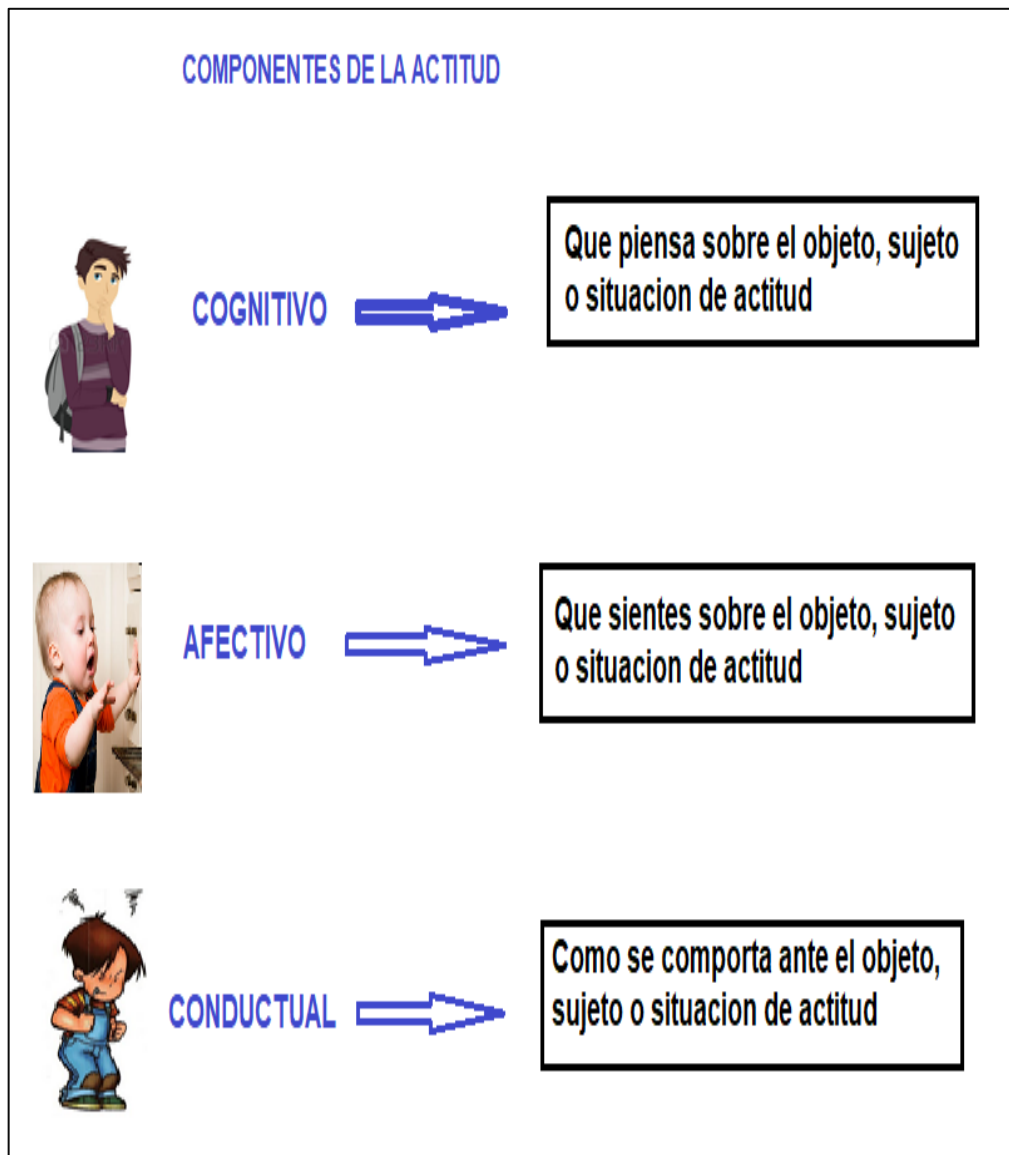 COMPONENTES DE LA ACTITUD
COGNITIVO
Que piensa sobre el objeto, sujeto
o situacion de actitud
AFECTIVO
Que sientes sobre el objeto, sujeto
o situacion de actitud
CONDUCTUAL
Como se comporta ante el objeto,
sujeto o situacion de actitud